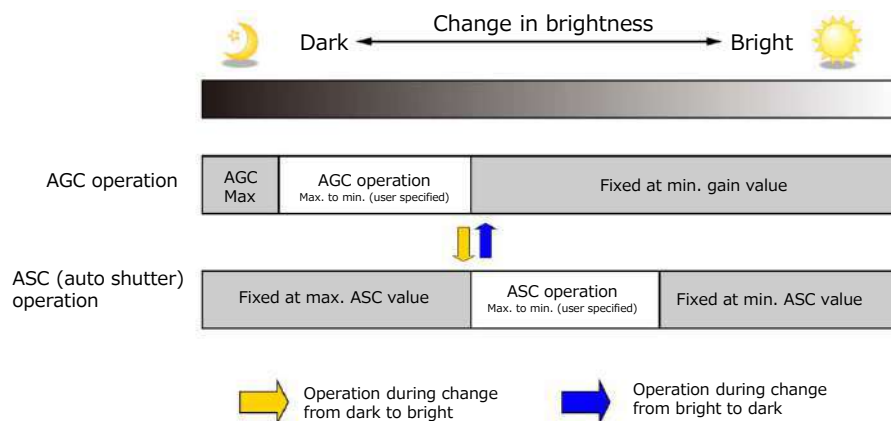 Change in brightness
Dark
Bright
AGC operation
AGC
Max
AGC operation
Max. to min. (user specified)
Fixed at min. gain value
ASC (auto shutter)
operation
Fixed at max. ASC value
ASC operation
Max. to min. (user specified)
Fixed at min. ASC value
Operation during change
from dark to bright
Operation during change
from bright to dark